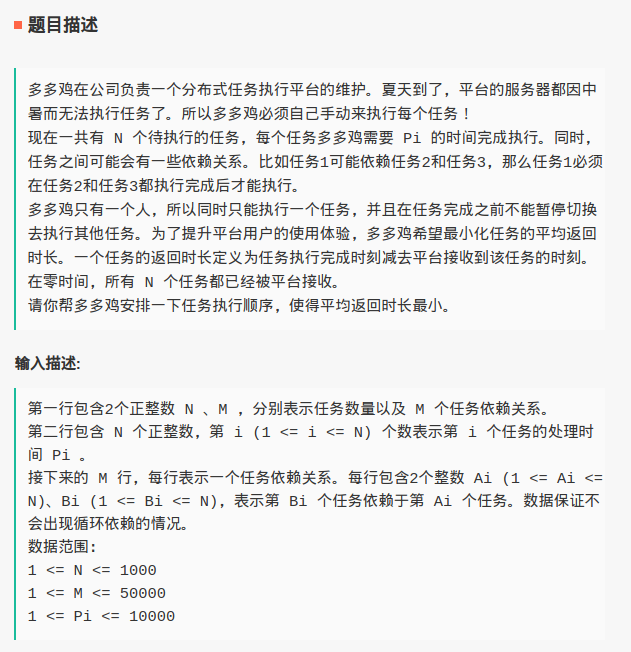 题目描述
多多鸡在公司负责一个分布式任务执行平台的维护。夏天到了，平台的服务器都因中
暑而无法执行任务了。所以多多鸡必须自己手动来执行每个任务！
现在一共有 N 个待执行的任务，每个任务多多鸡需要 Pi 的时间完成执行。同时，
任务之间可能会有一些依赖关系。比如任务1可能依赖任务2和任务3，那么任务1必须
在任务2和任务3都执行完成后才能执行。
多多鸡只有一个人，所以同时只能执行一个任务，并且在任务完成之前不能暂停切换
去执行其他任务。为了提升平台用户的使用体验，多多鸡希望最小化任务的平均返回
时长。一个任务的返回时长定义为任务执行完成时刻减去平台接收到该任务的时刻。
在零时间，所有 N 个任务都已经被平台接收。
请你帮多多鸡安排一下任务执行顺序，使得平均返回时长最小。
输入描述:
第一行包含2个正整数 N 、M ，分别表示任务数量以及 M 个任务依赖关系。
第二行包含 N 个正整数，第 i (1 <= i <= N) 个数表示第 i 个任务的处理时
间 Pi 。
接下来的 M 行，每行表示一个任务依赖关系。每行包含2个整数 Ai (1 <= Ai <=
N)、Bi (1 <= Bi <= N)，表示第 Bi 个任务依赖于第 Ai 个任务。数据保证不
会出现循环依赖的情况。
数据范围:
1 <= N <= 1000
1 <= M <= 50000
1 <= Pi <= 10000